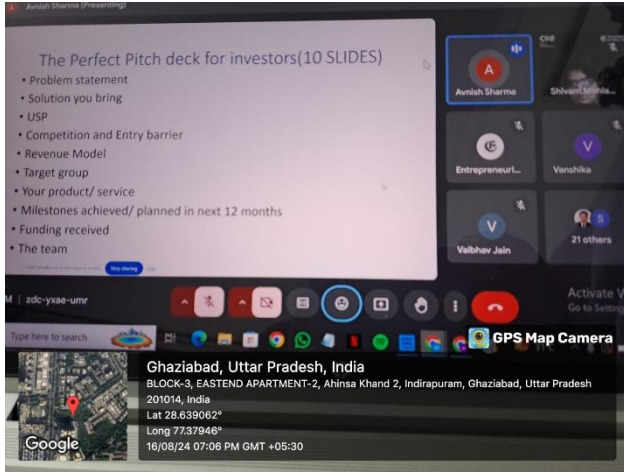 Avnish Sharma (Presenting)
The Perfect Pitch deck for investors(10 SLIDES)
• Problem statement
• Solution you bring
• USP
• Competition and Entry barrier
• Revenue Model
• Target group
• Your product/ service
• Milestones achieved/ planned in next 12 months
• Funding received
• The team
Stop sharing
A
Avnish Sharma
Shivam
E
Entrepreneuri...
V
Vanshika
V
Vaibhav Jain
S
21 others
M | zdc-yxae-umr
Activate
Go to Setting
Type here to search
GPS Map Camera
Ghaziabad, Uttar Pradesh, India
BLOCK-3, EASTEND APARTMENT-2, Ahinsa Khand 2, Indirapuram, Ghaziabad, Uttar Pradesh
201014, India
Lat 28.639062°
Long 77.37946°
16/08/24 07:06 PM GMT +05:30
Google